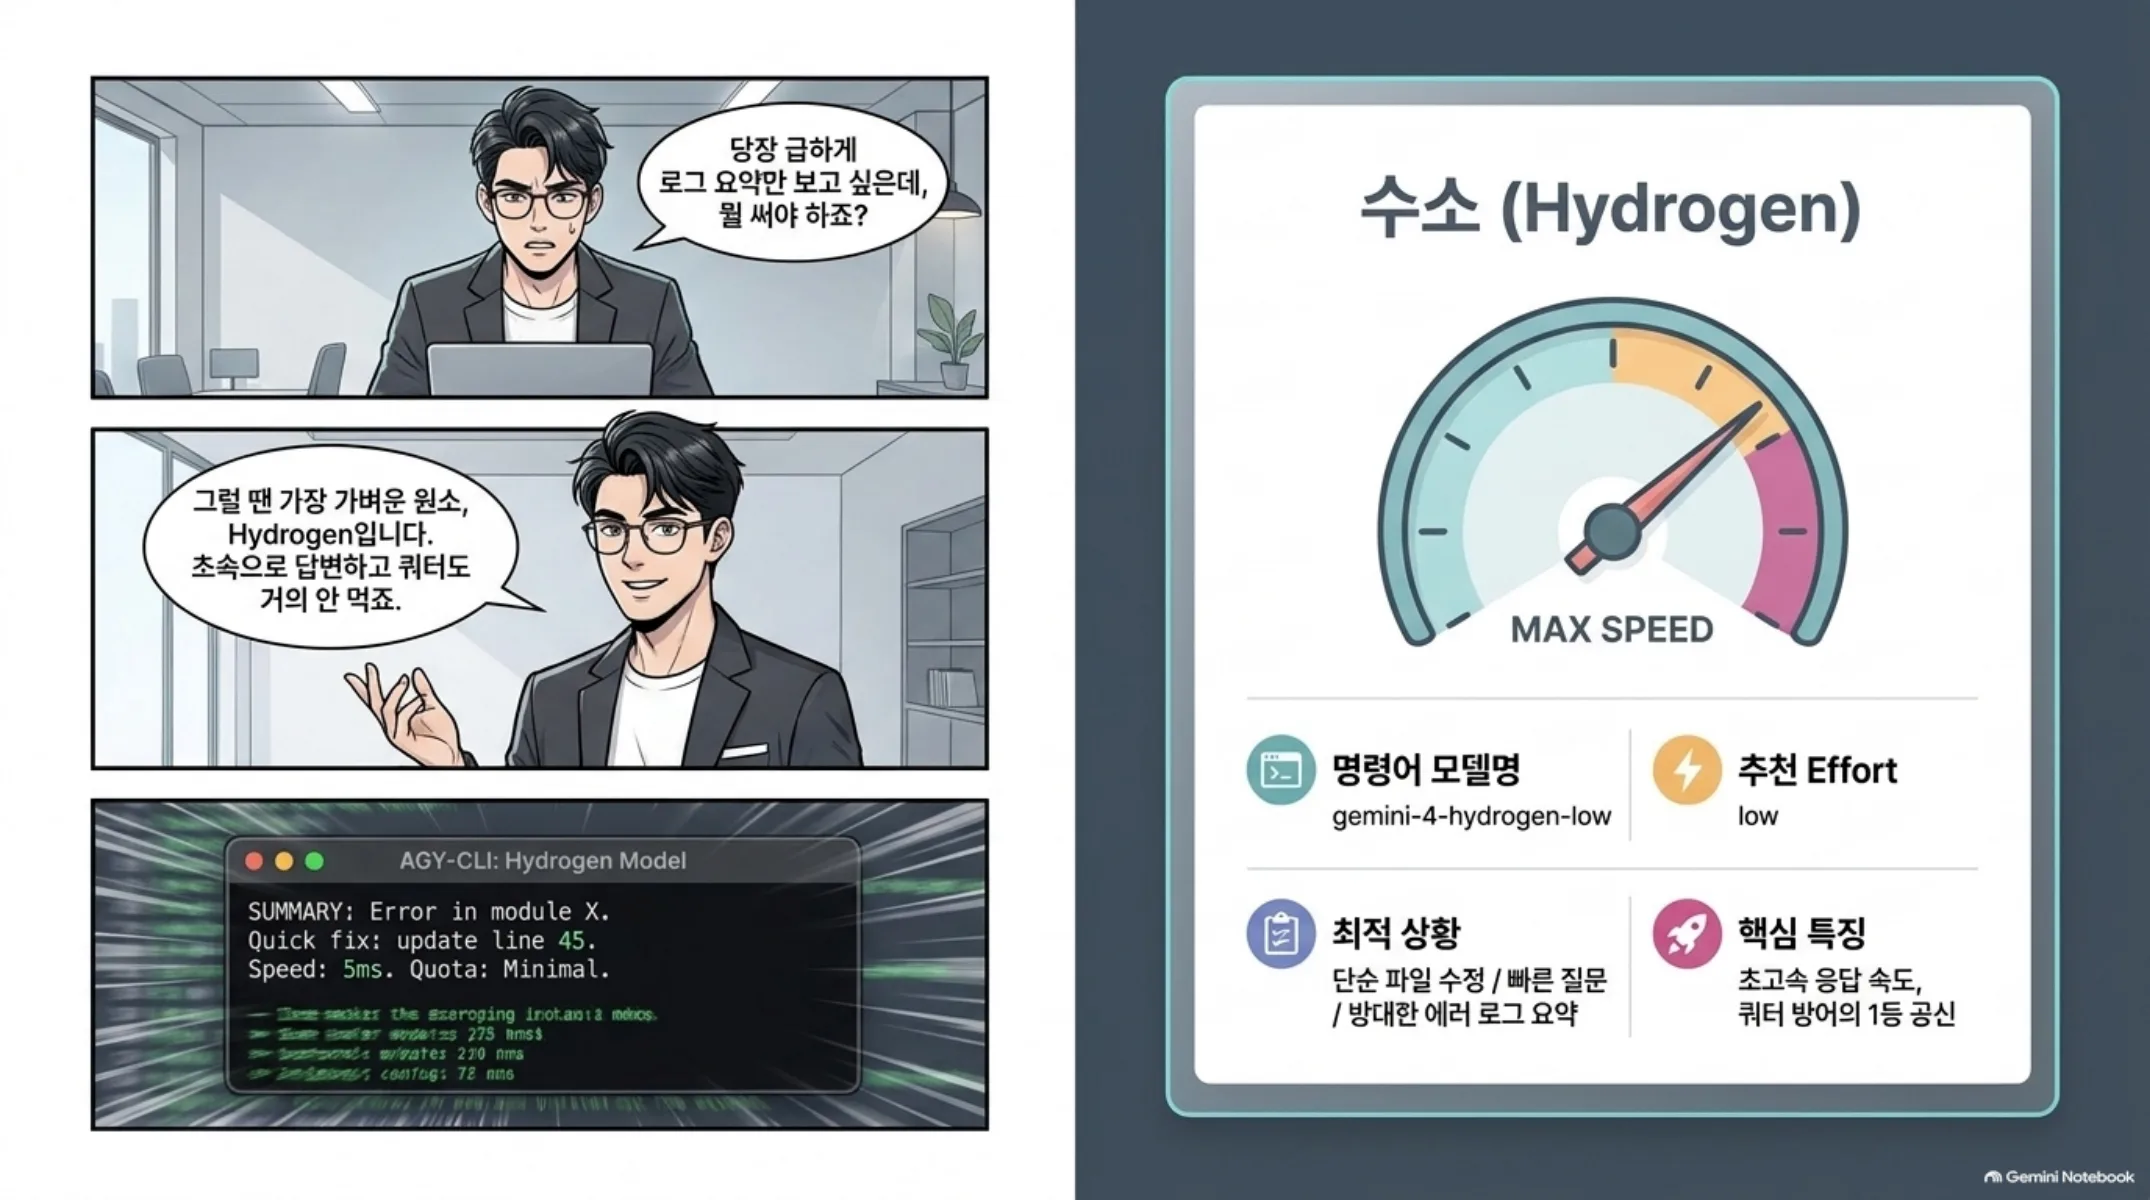 당장 급하게
로그 요약만 보고 싶은데,
뭘 써야 하죠?
그럴 땐 가장 가벼운 원소,
Hydrogen입니다.
초속으로 답변하고 쿼터도
거의 안 먹죠.
AGY-CLI: Hydrogen Model
SUMMARY: Error in module X.
Quick fix: update line 45.
Speed: 5ms. Quota: Minimal.
수소 (Hydrogen)
MAX SPEED
명령어 모델명
gemini-4-hydrogen-low
추천 Effort
low
최적 상황
단순 파일 수정 / 빠른 질문
/ 방대한 에러 로그 요약
핵심 특징
초고속 응답 속도,
쿼터 방어의 1등 공신
Gemini Notebook